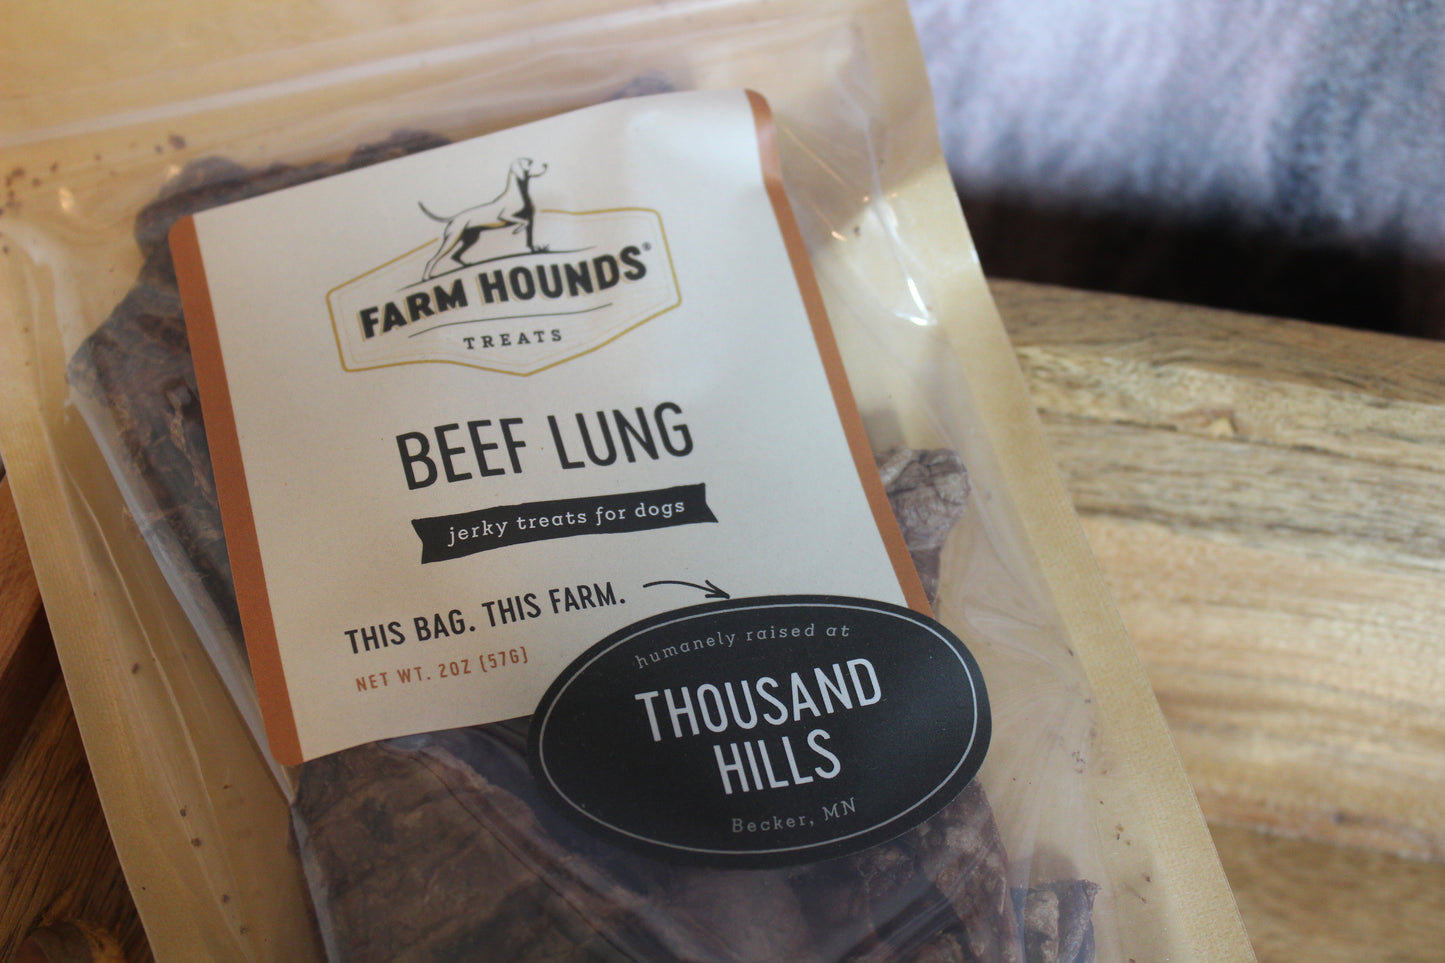 FARM HOUNDS®
TREATS
BEEF LUNG
jerky treats for dogs
THIS BAG. THIS FARM.
NET WT. 2OZ (57G)
humanely raised at
THOUSAND
HILLS
Becker, MN